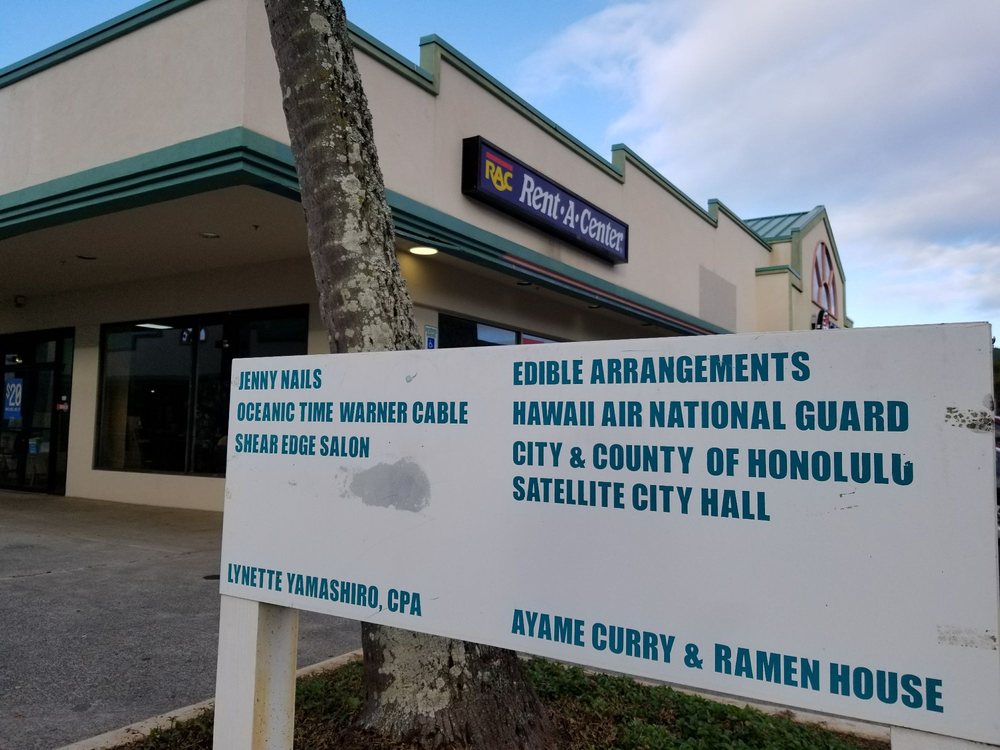 RAC
Rent-A-Center
$20
JENNY NAILS
OCEANIC TIME WARNER CABLE
SHEAR EDGE SALON
LYNETTE YAMASHIRO, CPA
EDIBLE ARRANGEMENTS
HAWAII AIR NATIONAL GUARD
CITY & COUNTY OF HONOLULU
SATELLITE CITY HALL
AYAME CURRY & RAMEN HOUSE